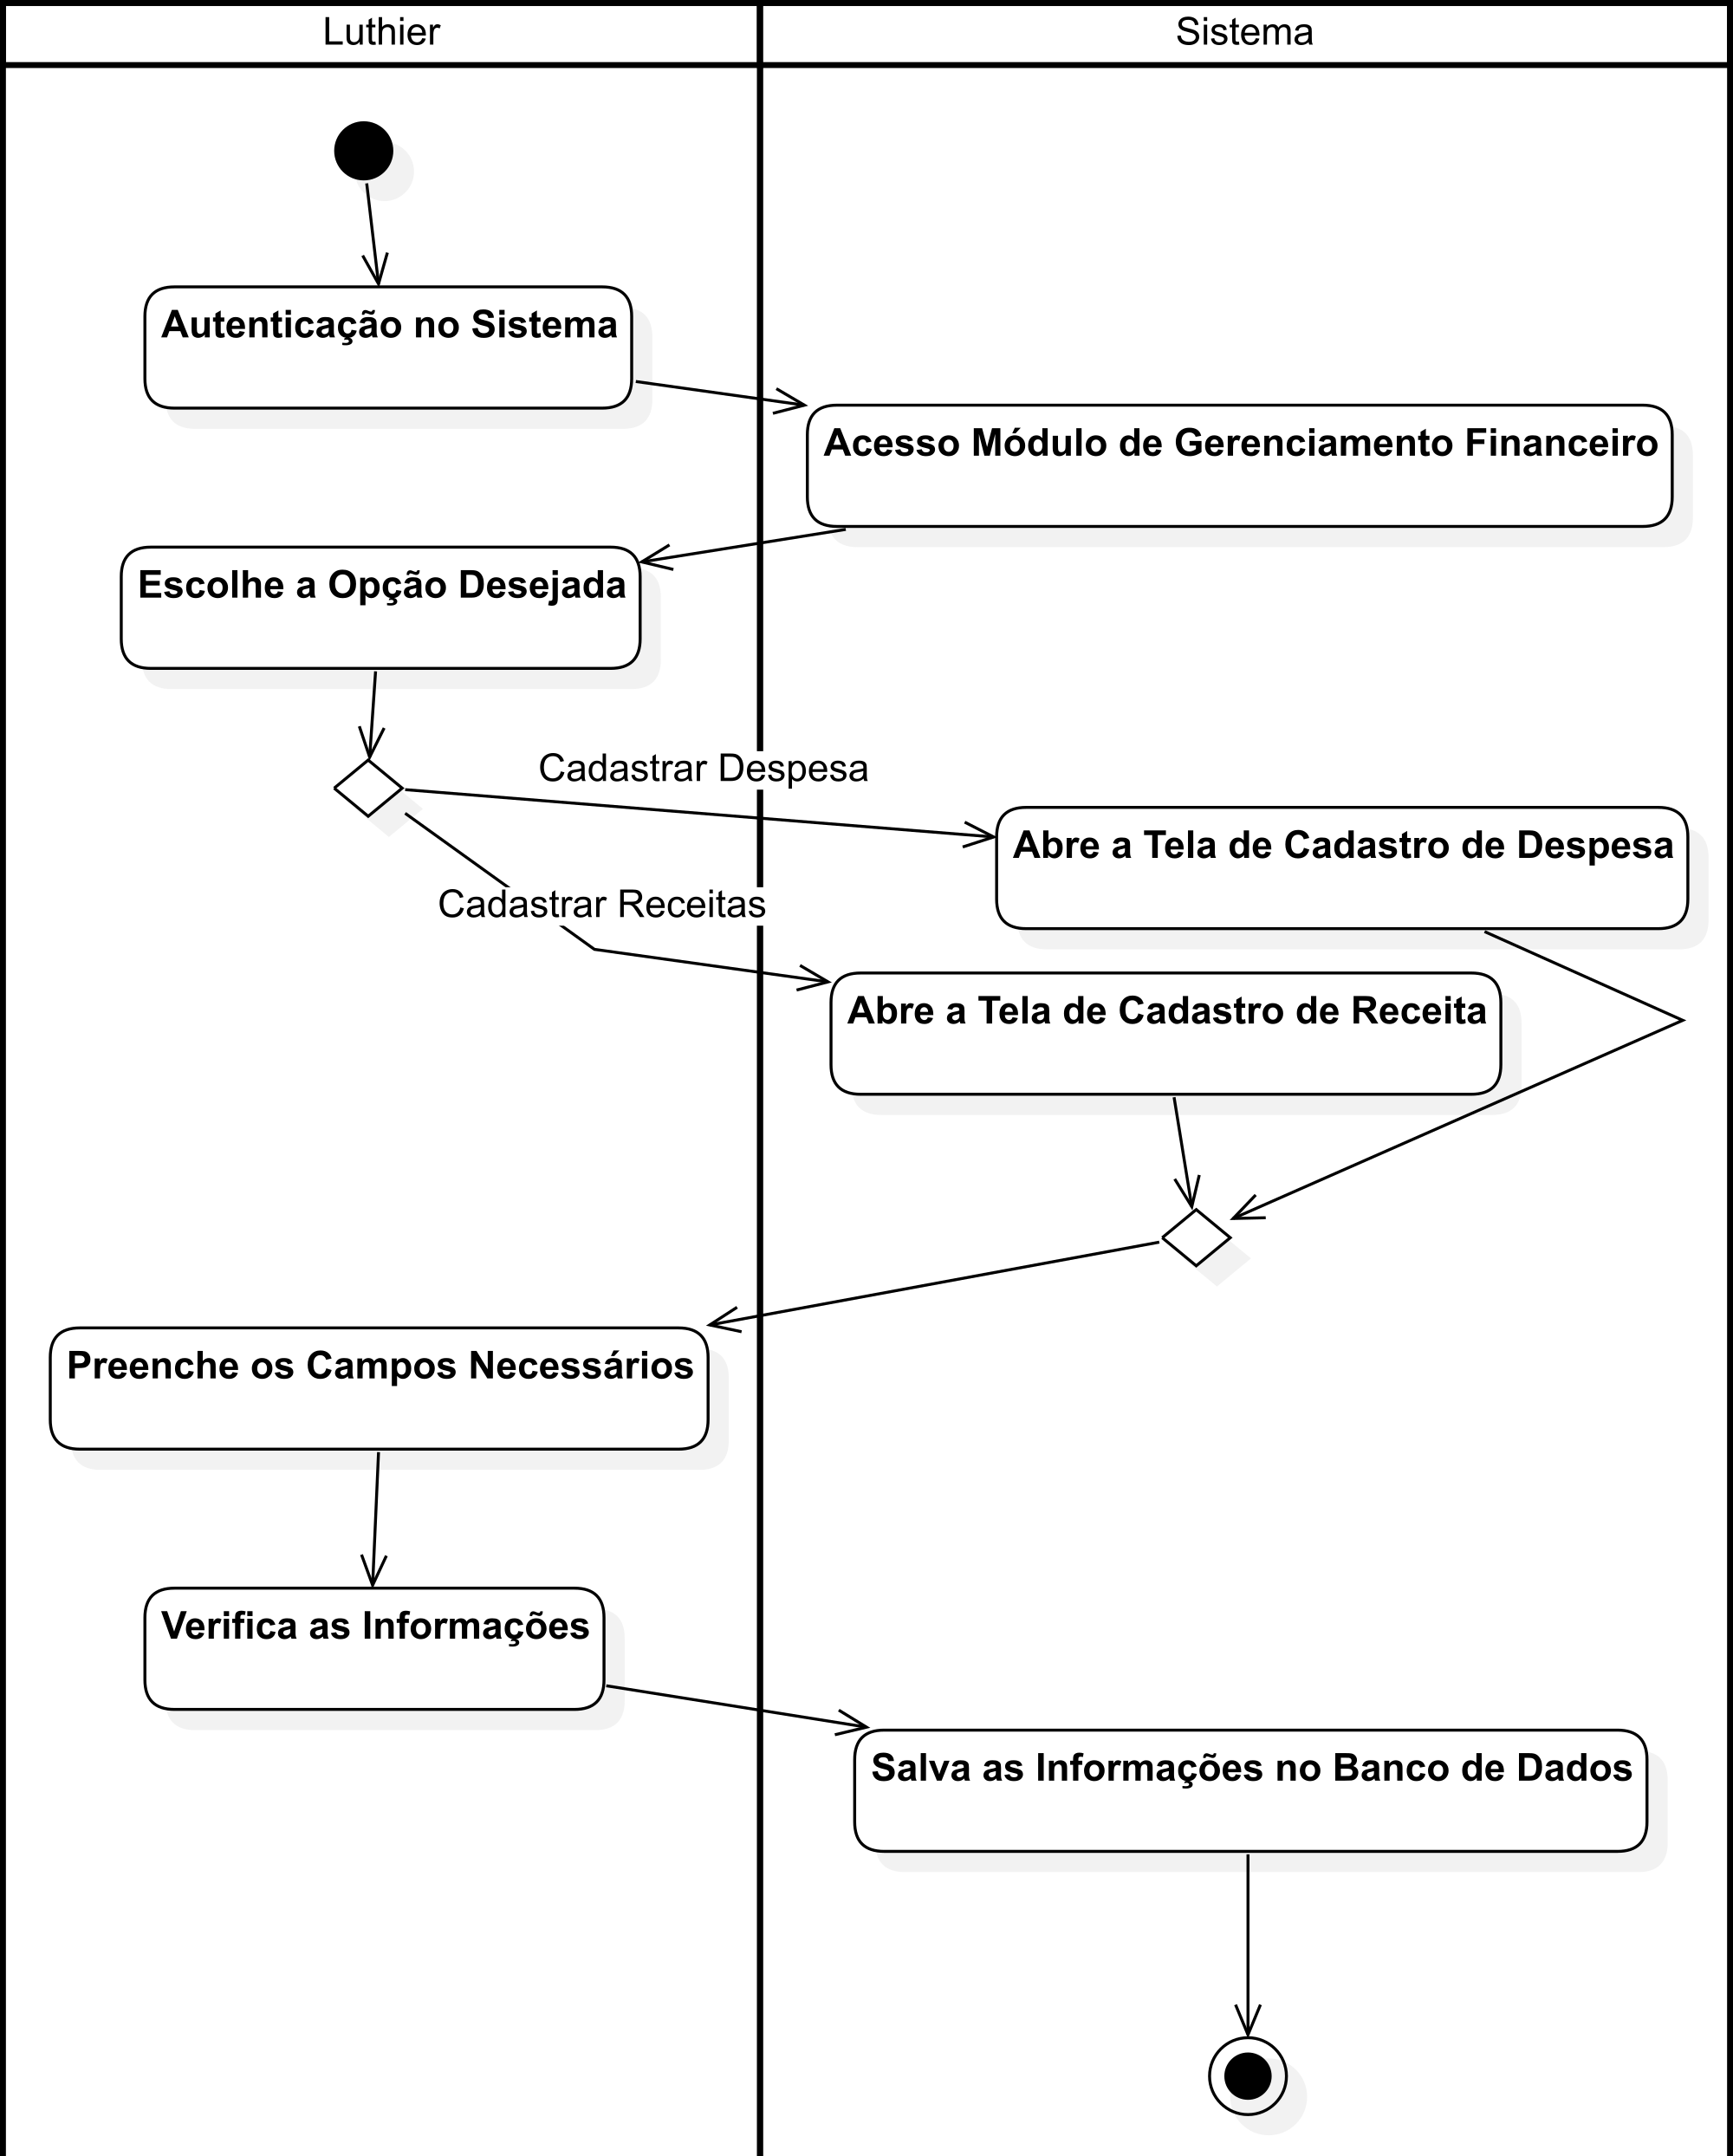 Luthier
Sistema
Autenticação no Sistema
Acesso Módulo de Gerenciamento Financeiro
Escolhe a Opção Desejada
Cadastrar Despesa
Abre a Tela de Cadastro de Despesa
Cadastrar Receitas
Abre a Tela de Cadastro de Receita
Preenche os Campos Necessários
Verifica as Informações
Salva as Informações no Banco de Dados